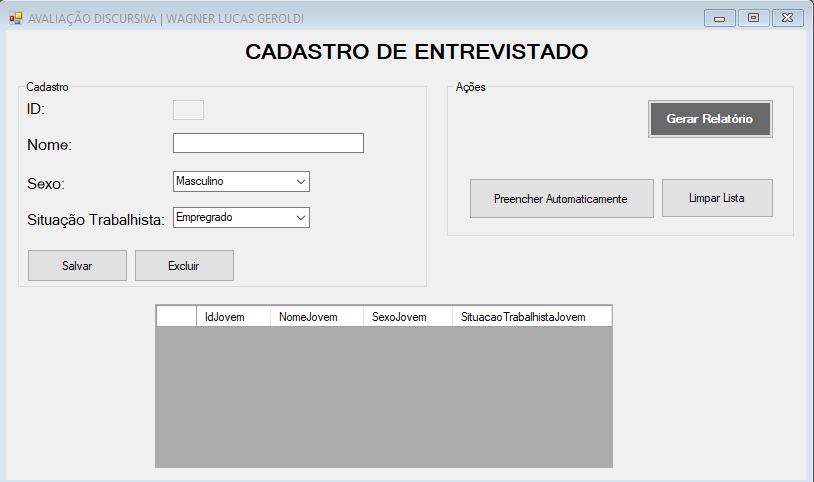 AVALIAÇÃO DISCURSIVA | WAGNER LUCAS GEROLDI
CADASTRO DE ENTREVISTADO
Cadastro
ID:
Nome:
Sexo: Masculino
Situação Trabalhista: Empregrado
Salvar Excluir
Ações
Gerar Relatório
Preencher Automaticamente Limpar Lista
IdJovem NomeJovem SexoJovem SituacaoTrabalhistaJovem